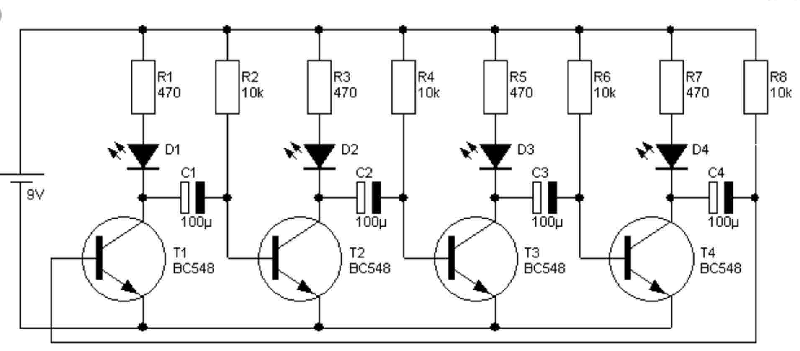 R1
470
R2
10k
R3
470
R4
10k
R5
470
R6
10k
R7
470
R8
10k
D1
D2
D3
D4
C1
100µ
C2
100µ
C3
100µ
C4
100µ
9V
T1
BC548
T2
BC548
T3
BC548
T4
BC548